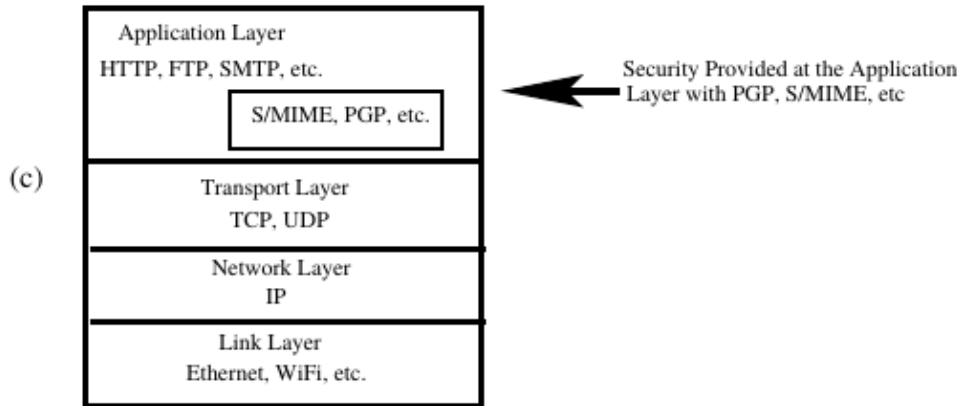 Application Layer
HTTP, FTP, SMTP, etc.
S/MIME, PGP, etc.
Security Provided at the Application
Layer with PGP, S/MIME, etc
(c)
Transport Layer
TCP, UDP
Network Layer
IP
Link Layer
Ethernet, WiFi, etc.